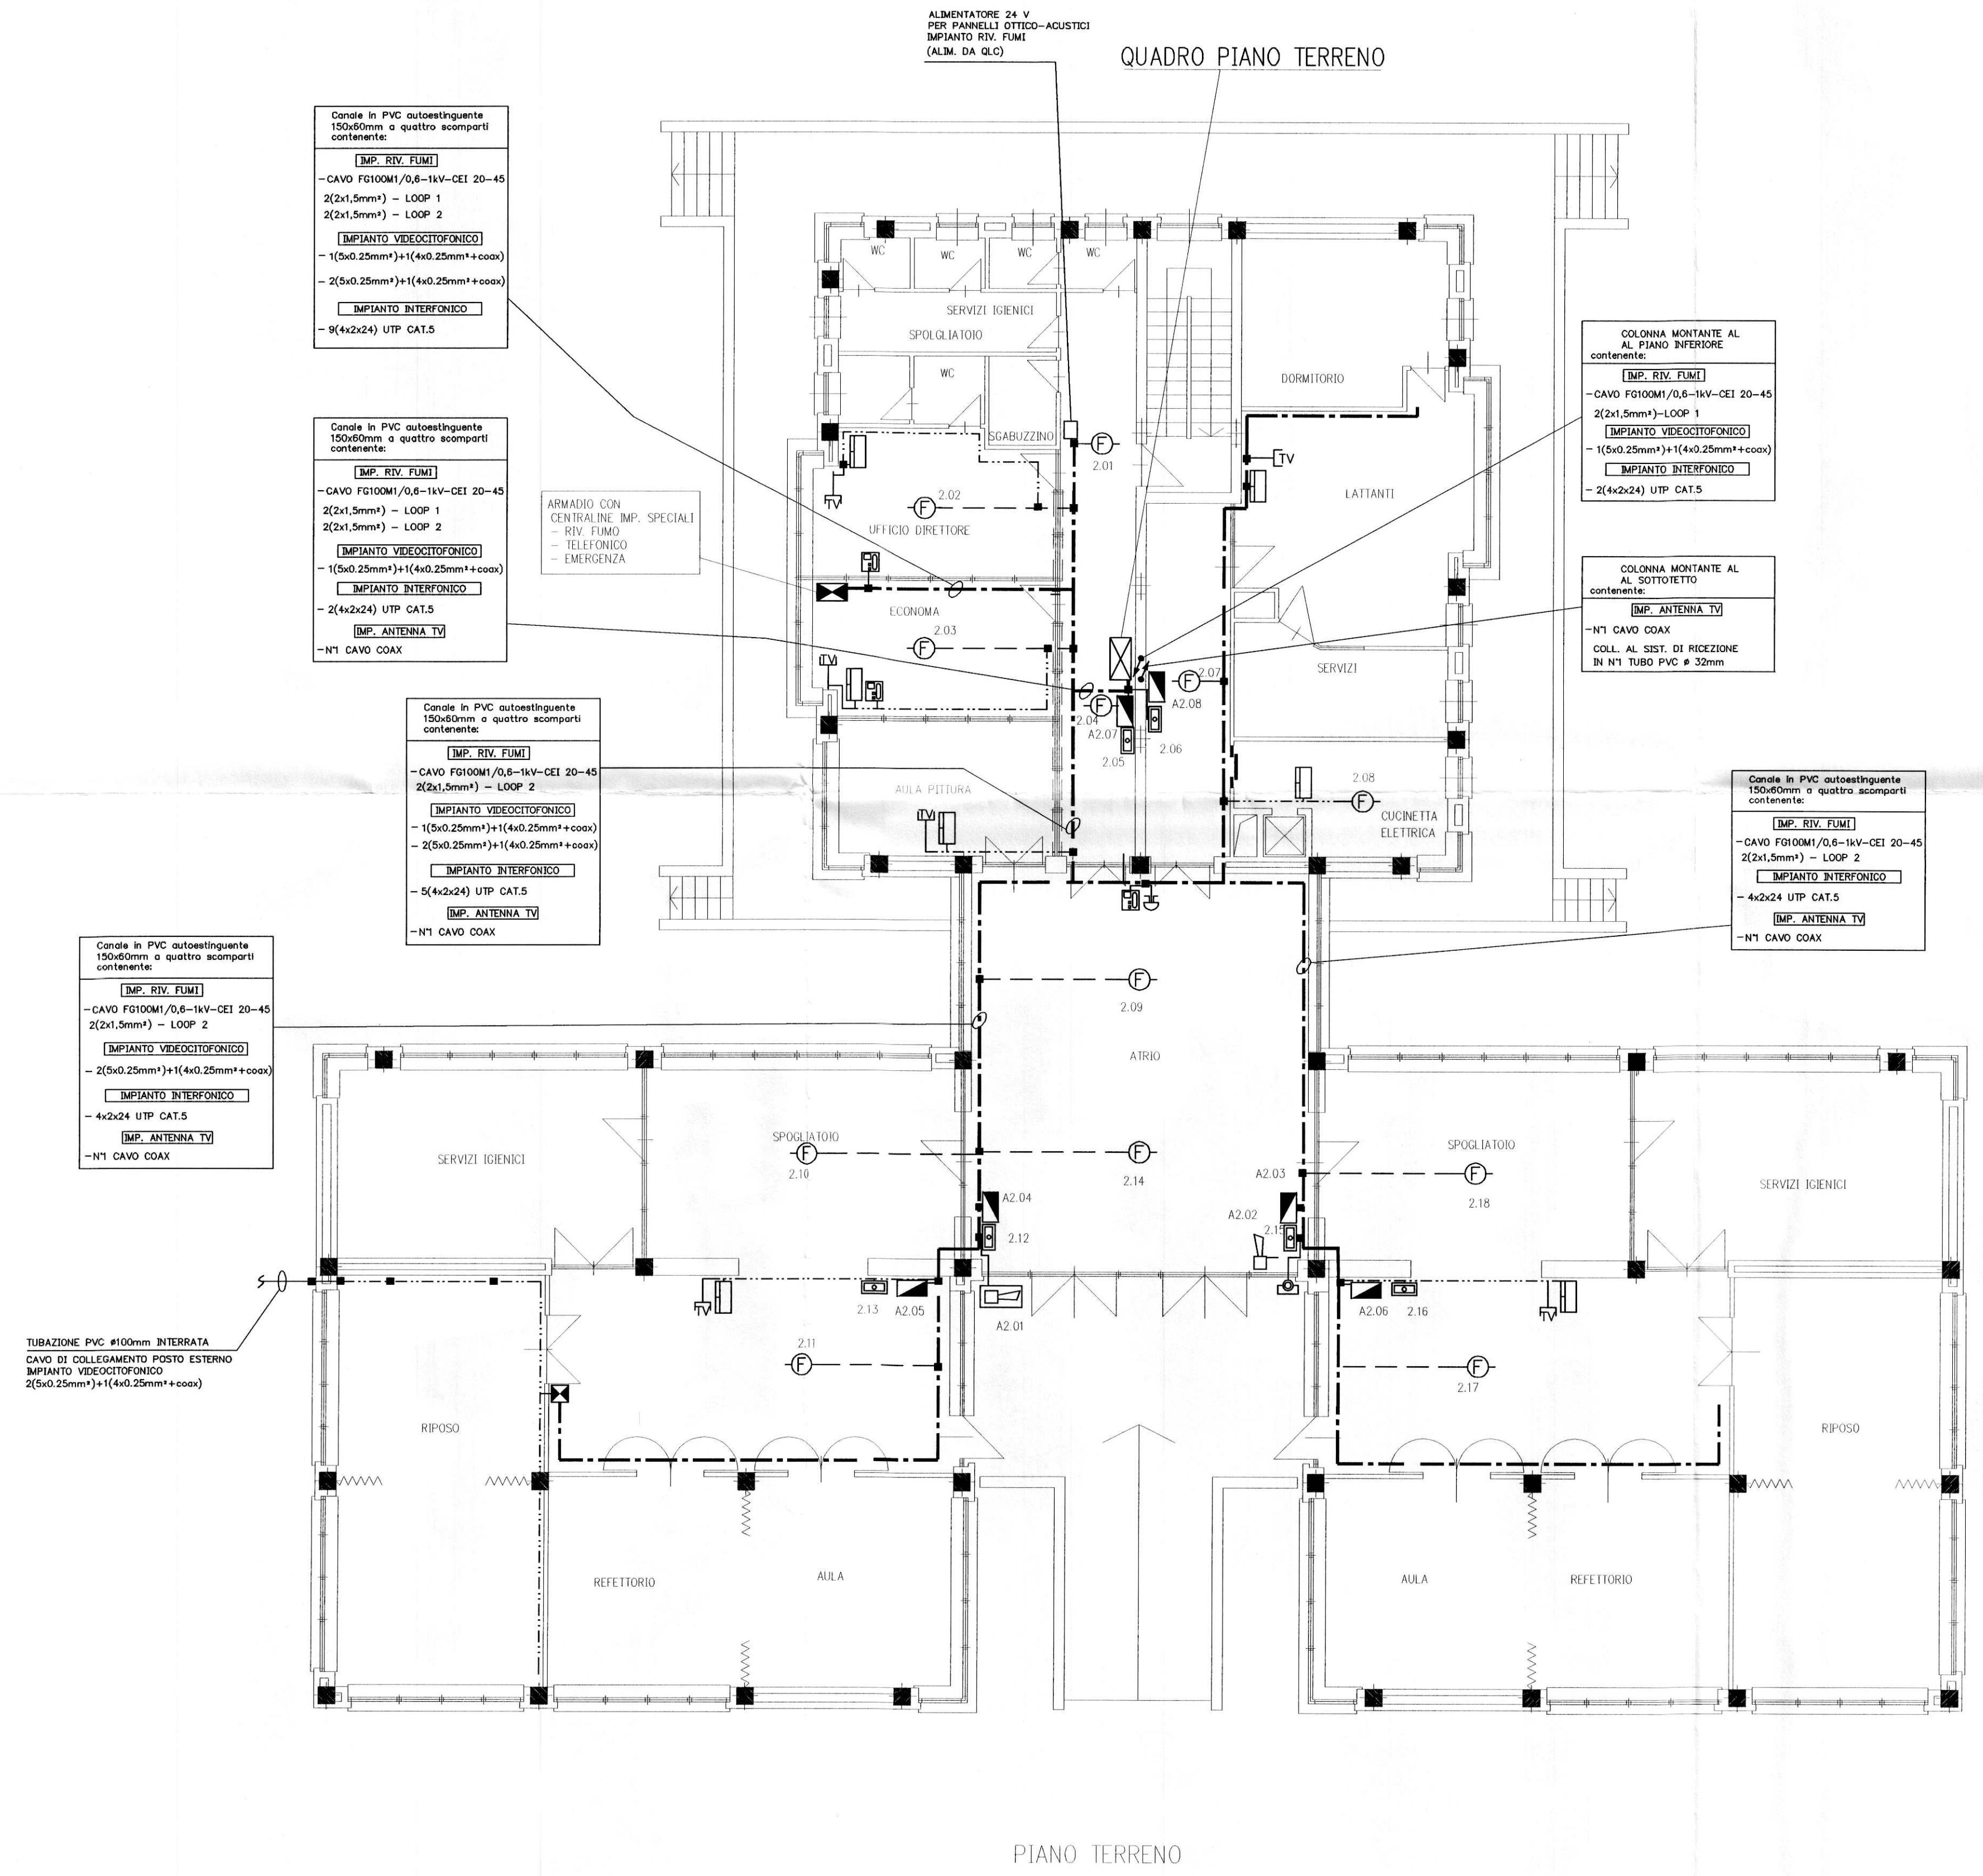 ALIMENTATORE 24 V
PER PANNELLI OTTICO-ACUSTICI
IMPIANTO RIV. FUMI
(ALIM. DA QLC)
QUADRO PIANO TERRENO
Canale in PVC autoestinguente
150x60mm a quattro scomparti
contenente:
IMP. RIV. FUMI
-CAVO FG100M1/0,6-1kV-CEI 20-45
2(2x1,5mm²) - LOOP 1
2(2x1,5mm²) - LOOP 2
IMPIANTO VIDEOCITOFONICO
- 1(5x0.25mm²)+1(4x0.25mm²+coax)
- 2(5x0.25mm²)+1(4x0.25mm²+coax)
IMPIANTO INTERFONICO
- 9(4x2x24) UTP CAT.5
Canale in PVC autoestinguente
150x60mm a quattro scomparti
contenente:
IMP. RIV. FUMI
-CAVO FG100M1/0,6-1kV-CEI 20-45
2(2x1,5mm²) - LOOP 1
2(2x1,5mm²) - LOOP 2
IMPIANTO VIDEOCITOFONICO
- 1(5x0.25mm²)+1(4x0.25mm²+coax)
IMPIANTO INTERFONICO
- 2(4x2x24) UTP CAT.5
IMP. ANTENNA TV
-N°1 CAVO COAX
ARMADIO CON
CENTRALINE IMP. SPECIALI
- RIV. FUMO
- TELEFONICO
- EMERGENZA
Canale in PVC autoestinguente
150x60mm a quattro scomparti
contenente:
IMP. RIV. FUMI
-CAVO FG100M1/0,6-1kV-CEI 20-45
2(2x1,5mm²) - LOOP 2
IMPIANTO VIDEOCITOFONICO
- 1(5x0.25mm²)+1(4x0.25mm²+coax)
- 2(5x0.25mm²)+1(4x0.25mm²+coax)
IMPIANTO INTERFONICO
- 5(4x2x24) UTP CAT.5
IMP. ANTENNA TV
-N°1 CAVO COAX
Canale in PVC autoestinguente
150x60mm a quattro scomparti
contenente:
IMP. RIV. FUMI
-CAVO FG100M1/0,6-1kV-CEI 20-45
2(2x1,5mm²) - LOOP 2
IMPIANTO VIDEOCITOFONICO
- 2(5x0.25mm²)+1(4x0.25mm²+coax)
IMPIANTO INTERFONICO
- 4x2x24 UTP CAT.5
IMP. ANTENNA TV
-N°1 CAVO COAX
TUBAZIONE PVC ø100mm INTERRATA
CAVO DI COLLEGAMENTO POSTO ESTERNO
IMPIANTO VIDEOCITOFONICO
2(5x0.25mm²)+1(4x0.25mm²+coax)
COLONNA MONTANTE AL
AL PIANO INFERIORE
contenente:
IMP. RIV. FUMI
-CAVO FG100M1/0,6-1kV-CEI 20-45
2(2x1,5mm²)-LOOP 1
IMPIANTO VIDEOCITOFONICO
- 1(5x0.25mm²)+1(4x0.25mm²+coax)
IMPIANTO INTERFONICO
- 2(4x2x24) UTP CAT.5
COLONNA MONTANTE AL
AL SOTTOTETTO
contenente:
IMP. ANTENNA TV
-N°1 CAVO COAX
COLL. AL SIST. DI RICEZIONE
IN N°1 TUBO PVC ø 32mm
Canale in PVC autoestinguente
150x60mm a quattro scomparti
contenente:
IMP. RIV. FUMI
-CAVO FG100M1/0,6-1kV-CEI 20-45
2(2x1,5mm²) - LOOP 2
IMPIANTO INTERFONICO
- 4x2x24 UTP CAT.5
IMP. ANTENNA TV
-N°1 CAVO COAX
WC
WC
WC
WC
SERVIZI IGIENICI
SPOLGLIATOIO
WC
SGABUZZINO
DORMITORIO
F
2.01
TV
LATTANTI
2.02
F
TV
UFFICIO DIRETTORE
ECONOMA
2.03
F
TV
SERVIZI
F
2.07
A2.08
F
2.04
A2.07
2.05
2.06
AULA PITTURA
TV
2.08
F
CUCINETTA
ELETTRICA
F
2.09
ATRIO
SERVIZI IGIENICI
SPOGLIATOIO
F
2.10
F
2.14
A2.03
SPOGLIATOIO
F
2.18
SERVIZI IGIENICI
A2.04
2.12
A2.02
2.15
TV
2.13
A2.05
A2.01
A2.06
2.16
TV
2.11
F
F
2.17
RIPOSO
RIPOSO
REFETTORIO
AULA
AULA
REFETTORIO
PIANO TERRENO